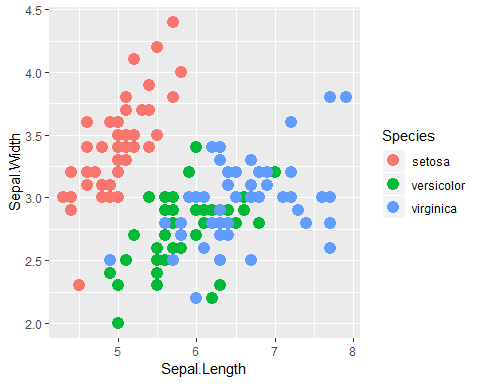 4.5
4.0
3.5
3.0
2.5
2.0
Sepal.Width
5
6
7
8
Sepal.Length
Species
setosa
versicolor
virginica